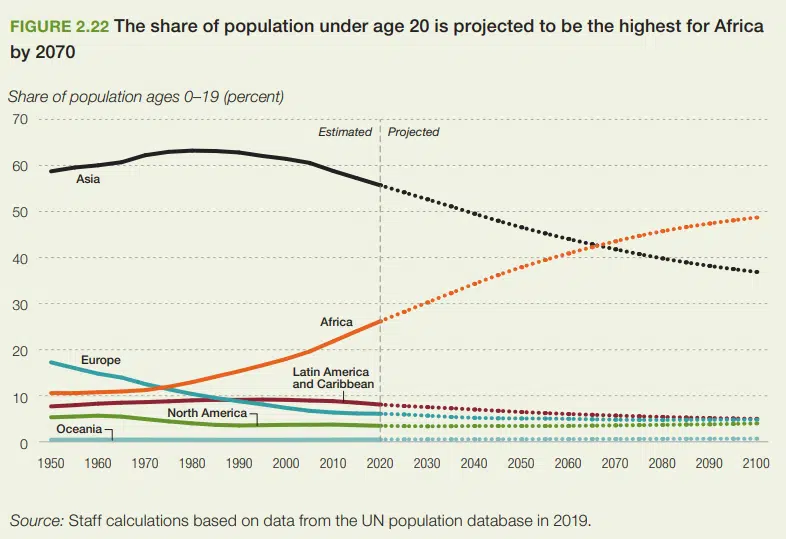 FIGURE 2.22 The share of population under age 20 is projected to be the highest for Africa
by 2070
Share of population ages 0–19 (percent)
70
Estimated
Projected
60
Asia
50
40
30
Africa
20
Europe
Latin America
and Caribbean
10
North America
Oceania
0
1950 1960 1970 1980 1990 2000 2010 2020 2030 2040 2050 2060 2070 2080 2090 2100
Source: Staff calculations based on data from the UN population database in 2019.